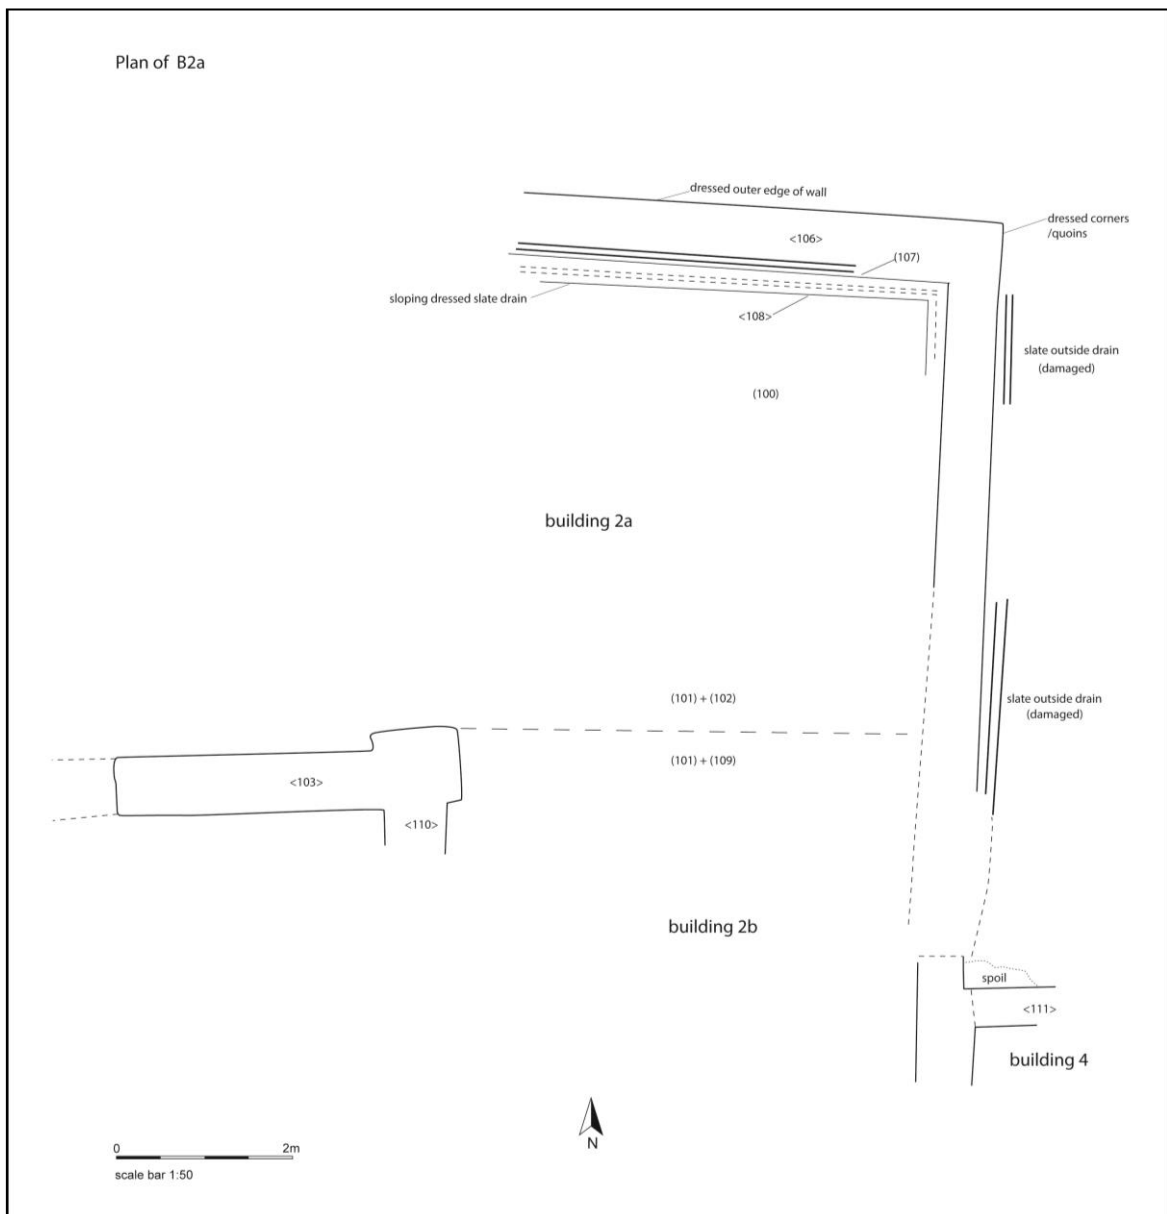 Plan of B2a
dressed outer edge of wall
dressed corners
/quoins
<106>
(107)
sloping dressed slate drain
<108>
slate outside drain
(damaged)
(100)
building 2a
(101) + (102)
slate outside drain
(damaged)
(101) + (109)
<103>
<110>
building 2b
spoil
<111>
building 4
N
0 2m
scale bar 1:50